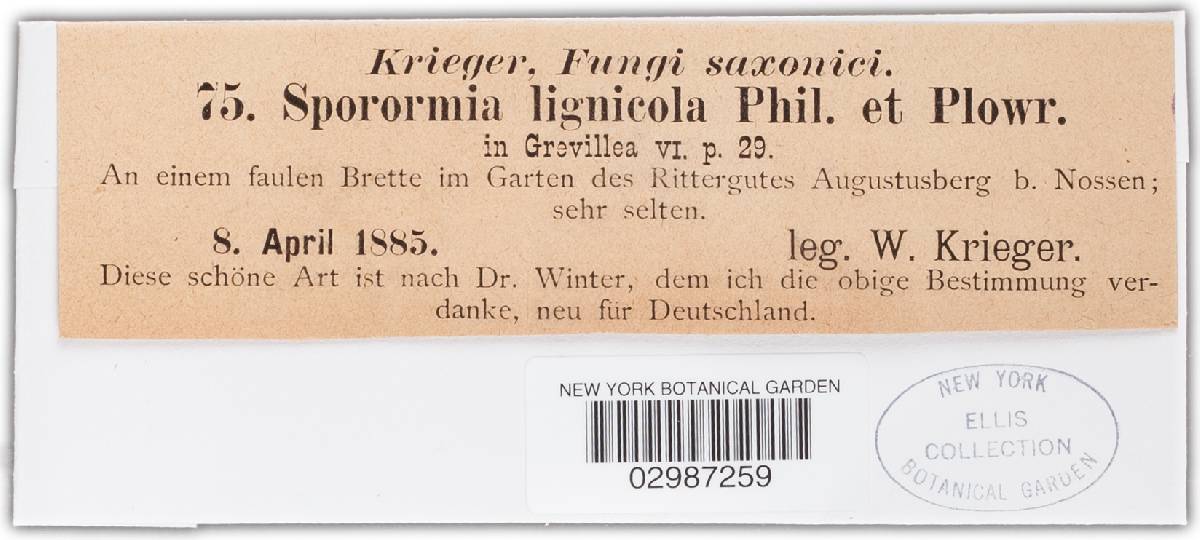 Krieger, Fungi saxonici.
75. Sporormia lignicola Phil. et Plowr.
in Grevillea VI. p. 29.
An einem faulen Brette im Garten des Rittergutes Augustusberg b. Nossen;
sehr selten.
8. April 1885.
leg. W. Krieger.
Diese schöne Art ist nach Dr. Winter, dem ich die obige Bestimmung ver-
danke, neu für Deutschland.
NEW YORK BOTANICAL GARDEN
02987259
NEW YORK
ELLIS
COLLECTION
BOTANICAL GARDEN